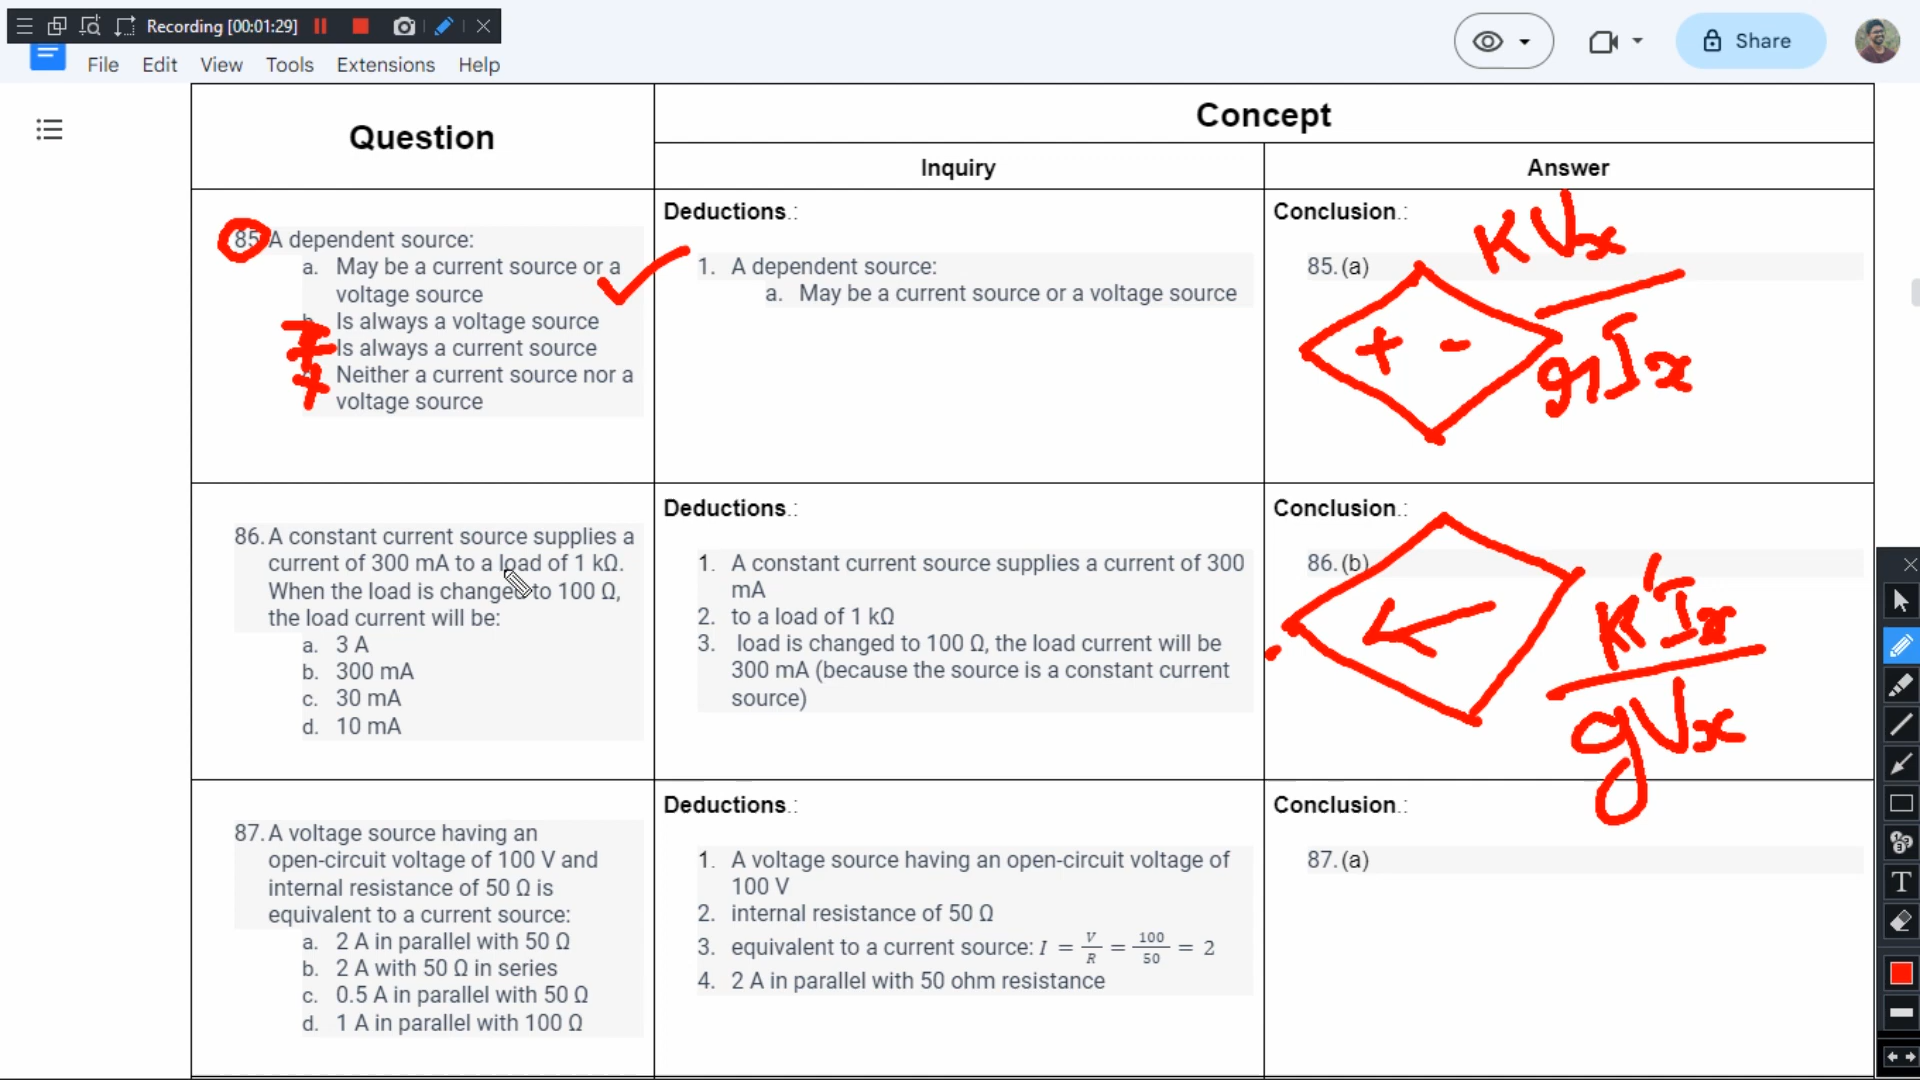 Recording [00:01:29]
File Edit View Tools Extensions Help
Share
Question
Concept
Inquiry
Answer
85. A dependent source:
a. May be a current source or a
voltage source
b. Is always a voltage source
Is always a current source
Neither a current source nor a
voltage source
Deductions.:
1. A dependent source:
a. May be a current source or a voltage source
Conclusion.:
85. (a)
K Vx
+ -
r Ix
86. A constant current source supplies a
current of 300 mA to a load of 1 kΩ.
When the load is changed to 100 Ω,
the load current will be:
a. 3 A
b. 300 mA
c. 30 mA
d. 10 mA
Deductions.:
1. A constant current source supplies a current of 300
mA
2. to a load of 1 kΩ
3. load is changed to 100 Ω, the load current will be
300 mA (because the source is a constant current
source)
Conclusion.:
86. (b)
K' Ix
g Vx
87. A voltage source having an
open-circuit voltage of 100 V and
internal resistance of 50 Ω is
equivalent to a current source:
a. 2 A in parallel with 50 Ω
b. 2 A with 50 Ω in series
c. 0.5 A in parallel with 50 Ω
d. 1 A in parallel with 100 Ω
Deductions.:
1. A voltage source having an open-circuit voltage of
100 V
2. internal resistance of 50 Ω
3. equivalent to a current source: I = V/R = 100/50 = 2
4. 2 A in parallel with 50 ohm resistance
Conclusion.:
87. (a)
T